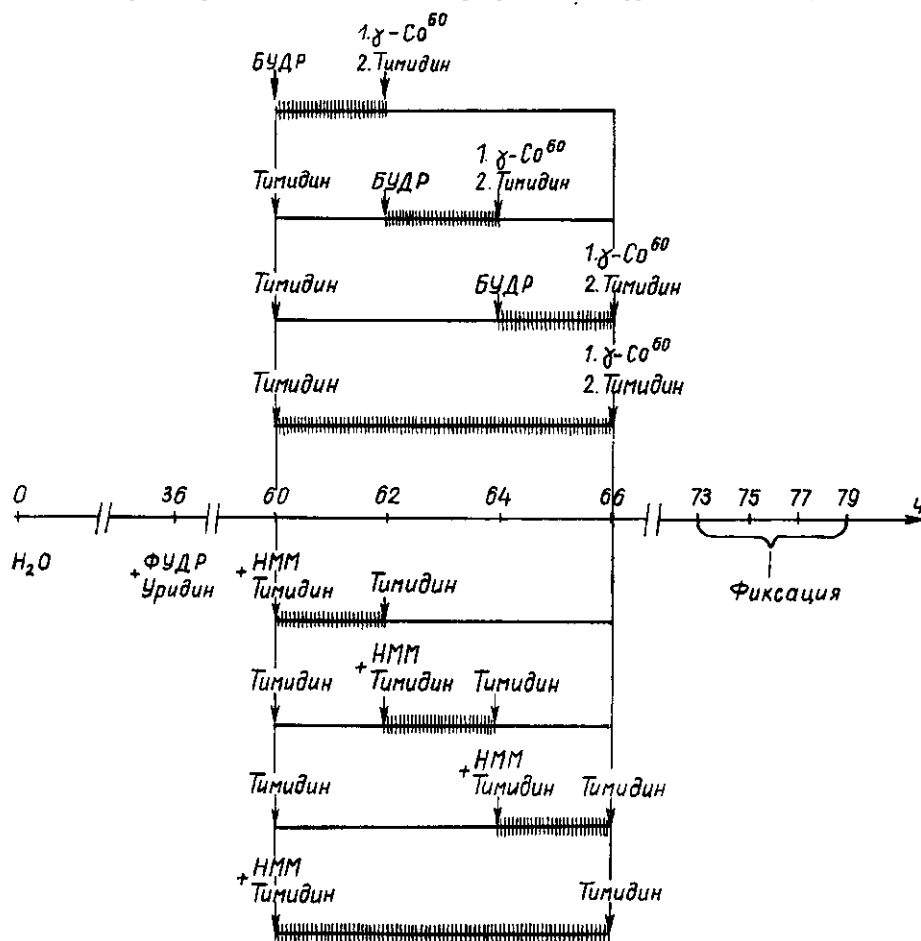 1. γ-Co⁶⁰
БУДР 2. Тимидин
1. γ-Co⁶⁰
Тимидин БУДР 2. Тимидин
1. γ-Co⁶⁰
Тимидин БУДР 2. Тимидин
1. γ-Co⁶⁰
Тимидин 2. Тимидин
0 36 60 62 64 66 73 75 77 79 ч
H₂O + ФУДР Уридин + НММ Тимидин Тимидин Фиксация
+ НММ
Тимидин Тимидин Тимидин
+ НММ
Тимидин Тимидин Тимидин
+ НММ
Тимидин Тимидин